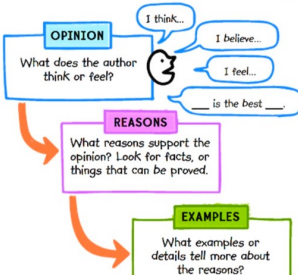 OPINION
What does the author
think or feel?
I think...
I believe...
I feel...
___ is the best ___.
REASONS
What reasons support the
opinion? Look for facts, or
things that can be proved.
EXAMPLES
What examples or
details tell more about
the reasons?